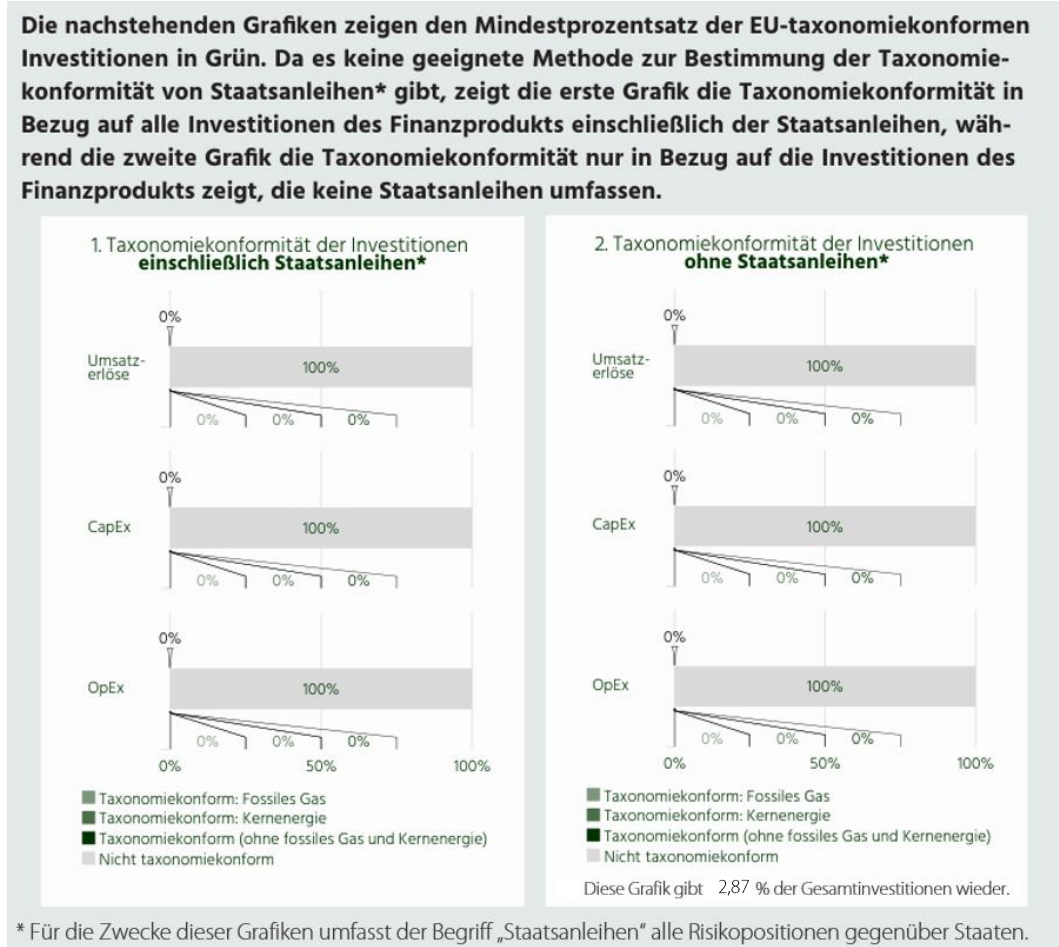 Die nachstehenden Grafiken zeigen den Mindestprozentsatz der EU-taxonomiekonformen
Investitionen in Grün. Da es keine geeignete Methode zur Bestimmung der Taxonomie-
konformität von Staatsanleihen* gibt, zeigt die erste Grafik die Taxonomiekonformität in
Bezug auf alle Investitionen des Finanzprodukts einschließlich der Staatsanleihen, wäh-
rend die zweite Grafik die Taxonomiekonformität nur in Bezug auf die Investitionen des
Finanzprodukts zeigt, die keine Staatsanleihen umfassen.
1. Taxonomiekonformität der Investitionen
einschließlich Staatsanleihen*
0%
Umsatz-
erlöse
100%
0% 0% 0%
0%
CapEx
100%
0% 0% 0%
0%
OpEx
100%
0% 0% 0%
0% 50% 100%
Taxonomiekonform: Fossiles Gas
Taxonomiekonform: Kernenergie
Taxonomiekonform (ohne fossiles Gas und Kernenergie)
Nicht taxonomiekonform
2. Taxonomiekonformität der Investitionen
ohne Staatsanleihen*
0%
Umsatz-
erlöse
100%
0% 0% 0%
0%
CapEx
100%
0% 0% 0%
0%
OpEx
100%
0% 0% 0%
0% 50% 100%
Taxonomiekonform: Fossiles Gas
Taxonomiekonform: Kernenergie
Taxonomiekonform (ohne fossiles Gas und Kernenergie)
Nicht taxonomiekonform
Diese Grafik gibt 2,87 % der Gesamtinvestitionen wieder.
* Für die Zwecke dieser Grafiken umfasst der Begriff „Staatsanleihen“ alle Risikopositionen gegenüber Staaten.